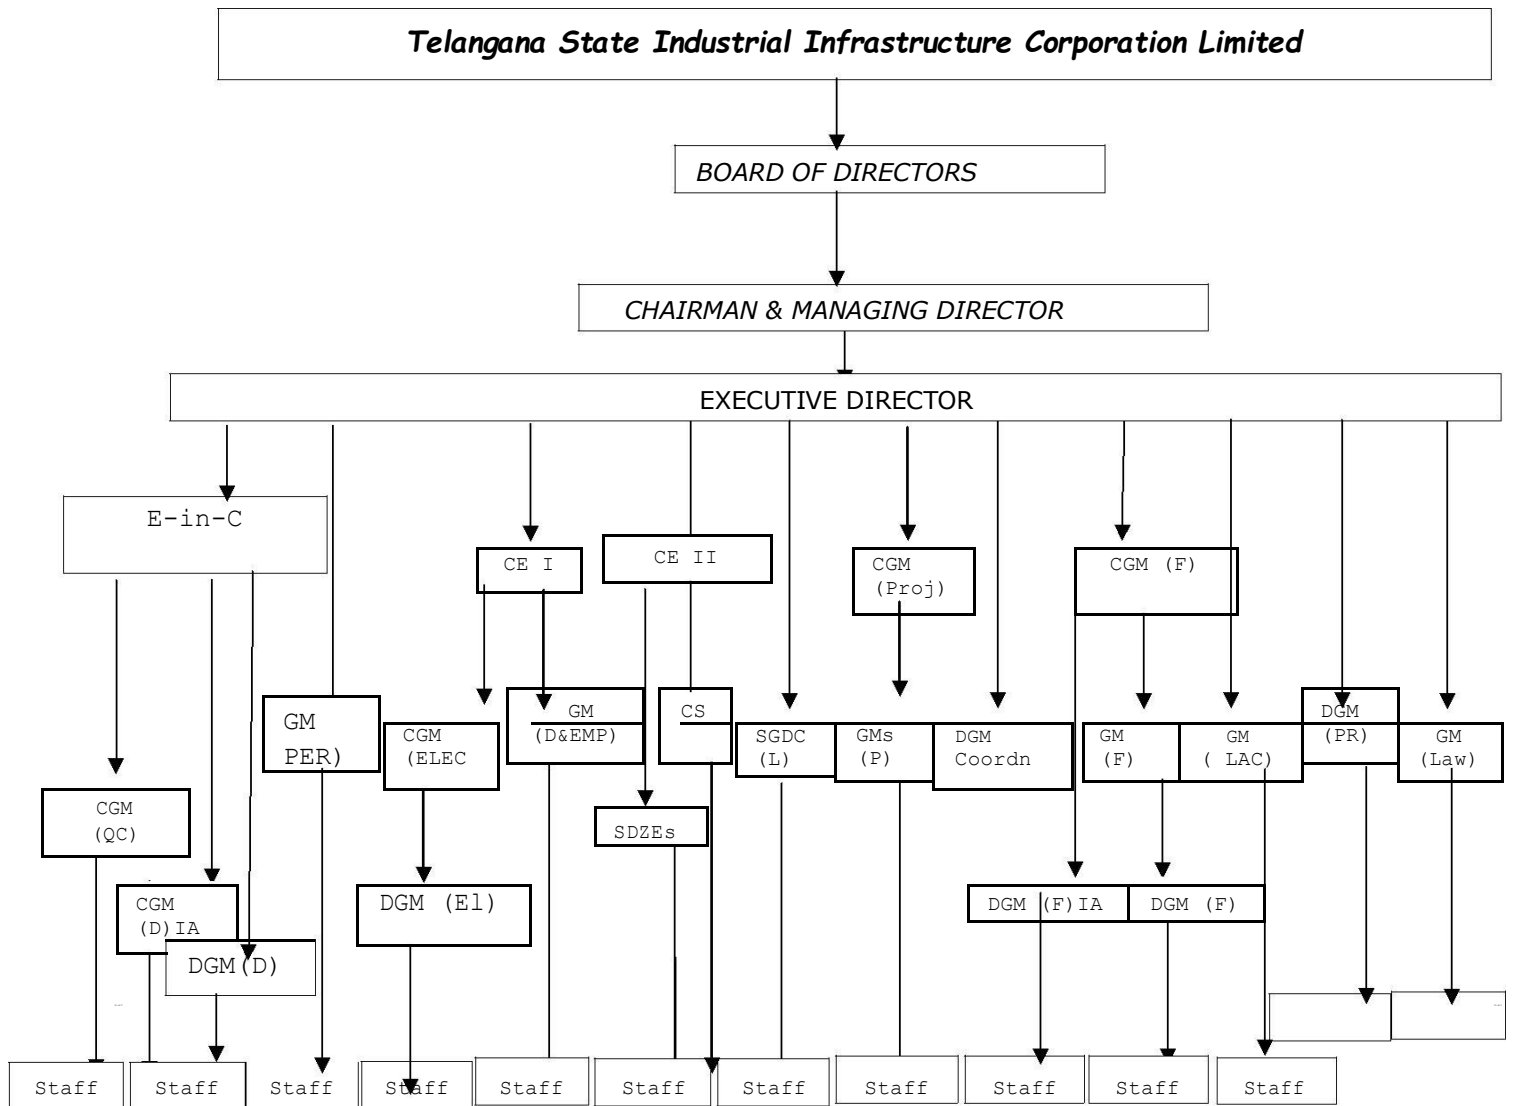 Telangana State Industrial Infrastructure Corporation Limited
BOARD OF DIRECTORS
CHAIRMAN & MANAGING DIRECTOR
EXECUTIVE DIRECTOR
E-in-C
CE I
CE II
CGM
(Proj)
CGM (F)
GM
PER)
CGM
(ELEC
GM
(D&EMP)
CS
SGDC
(L)
GMs
(P)
DGM
Coordn
GM
(F)
GM
( LAC)
DGM
(PR)
GM
(Law)
CGM
(QC)
SDZEs
CGM
(D)IA
DGM(D)
DGM (El)
DGM (F)IA
DGM (F)
Staff
Staff
Staff
Staff
Staff
Staff
Staff
Staff
Staff
Staff
Staff